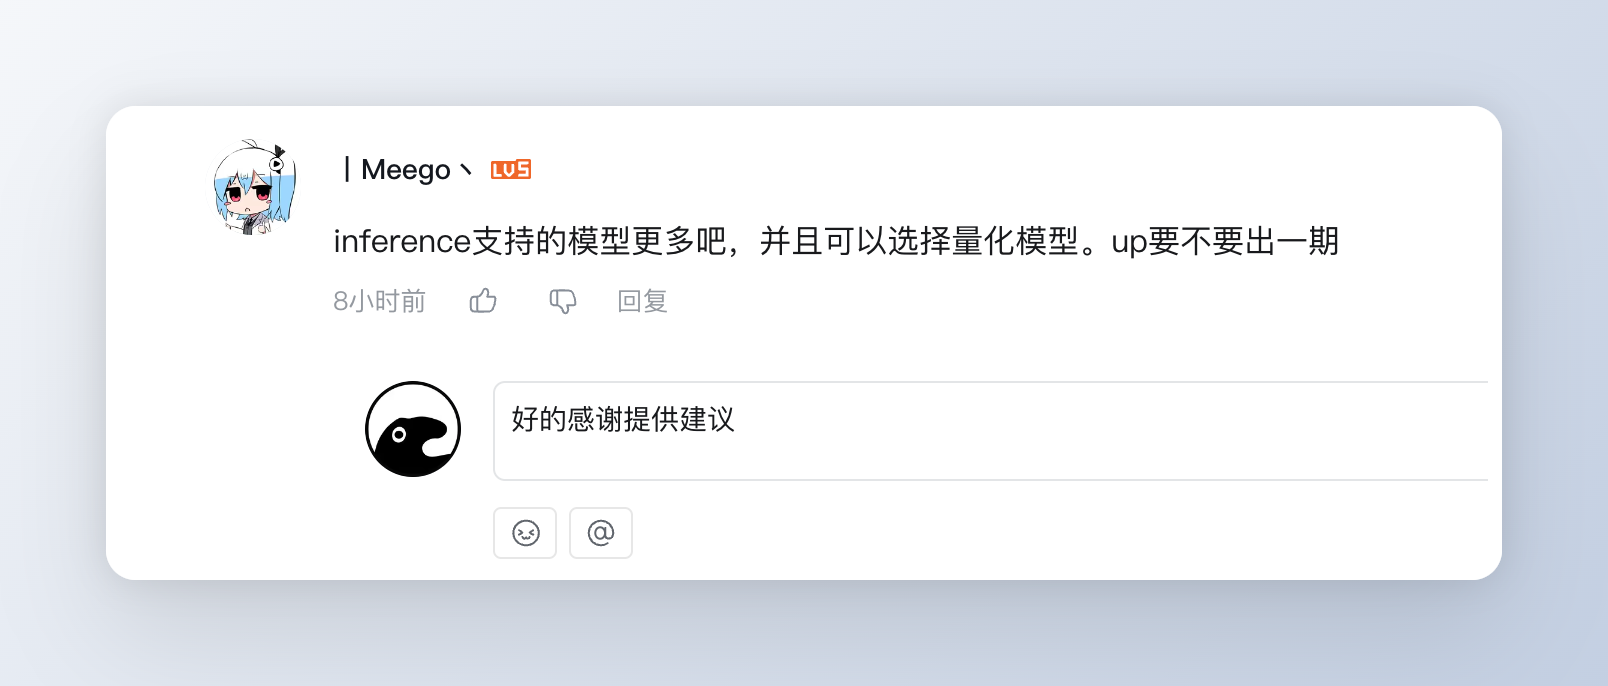 丨Meego丶 LV5
inference支持的模型更多吧，并且可以选择量化模型。up要不要出一期
8小时前 回复
好的感谢提供建议
@